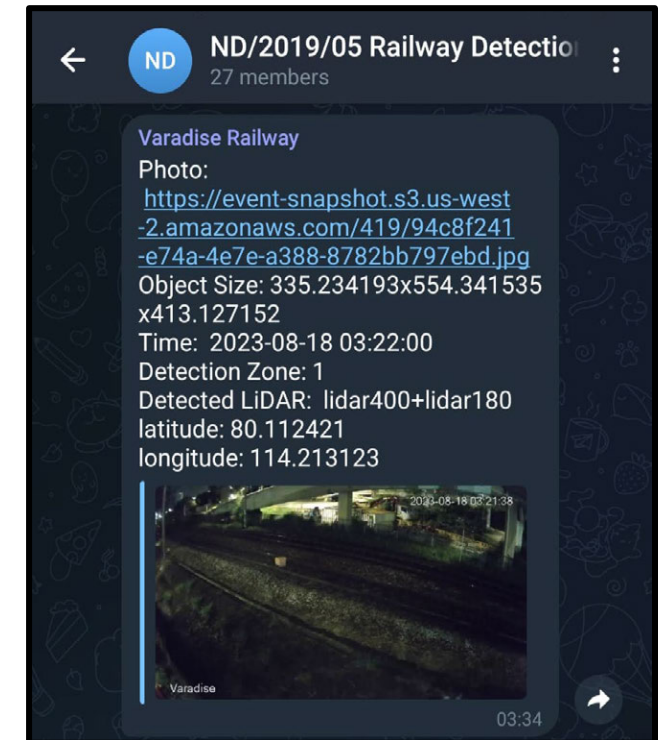 ND
ND/2019/05 Railway Detection
27 members
Varadise Railway
Photo:
https://event-snapshot.s3.us-west
-2.amazonaws.com/419/94c8f241
-e74a-4e7e-a388-8782bb797ebd.jpg
Object Size: 335.234193x554.341535
x413.127152
Time:  2023-08-18 03:22:00
Detection Zone: 1
Detected LiDAR:  lidar400+lidar180
latitude: 80.112421
longitude: 114.213123
2023-08-18 03:21:38
Varadise
03:34